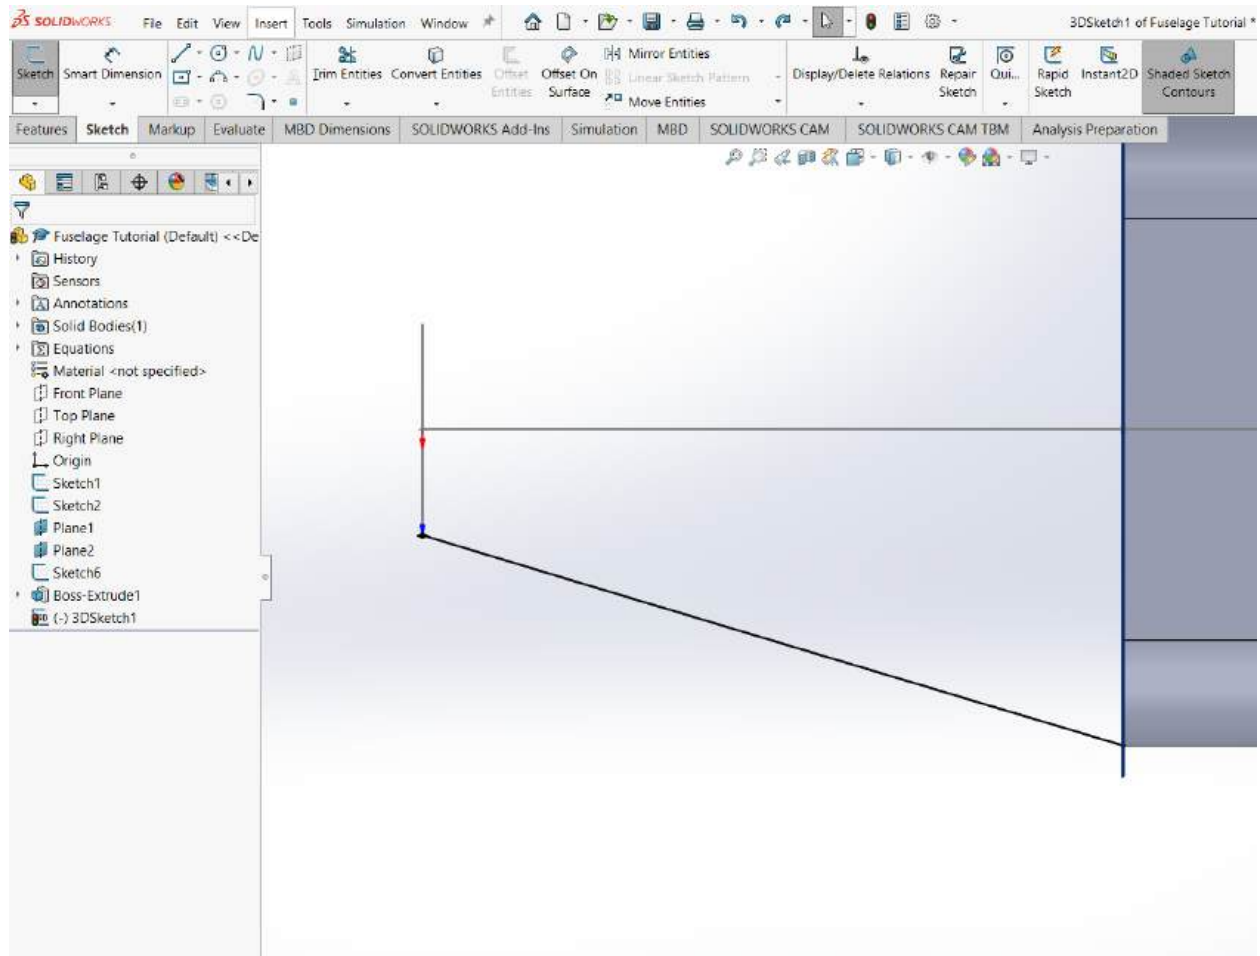 SOLIDWORKS File Edit View Insert Tools Simulation Window 3DSketch1 of Fuselage Tutorial *
Sketch Smart Dimension Trim Entities Convert Entities Offset Entities Offset On Surface Mirror Entities Linear Sketch Pattern Move Entities Display/Delete Relations Repair Sketch Qui... Rapid Sketch Instant2D Shaded Sketch Contours
Features Sketch Markup Evaluate MBD Dimensions SOLIDWORKS Add-Ins Simulation MBD SOLIDWORKS CAM SOLIDWORKS CAM TBM Analysis Preparation
Fuselage Tutorial (Default) <<De
History
Sensors
Annotations
Solid Bodies(1)
Equations
Material <not specified>
Front Plane
Top Plane
Right Plane
Origin
Sketch1
Sketch2
Plane1
Plane2
Sketch6
Boss-Extrude1
(-) 3DSketch1